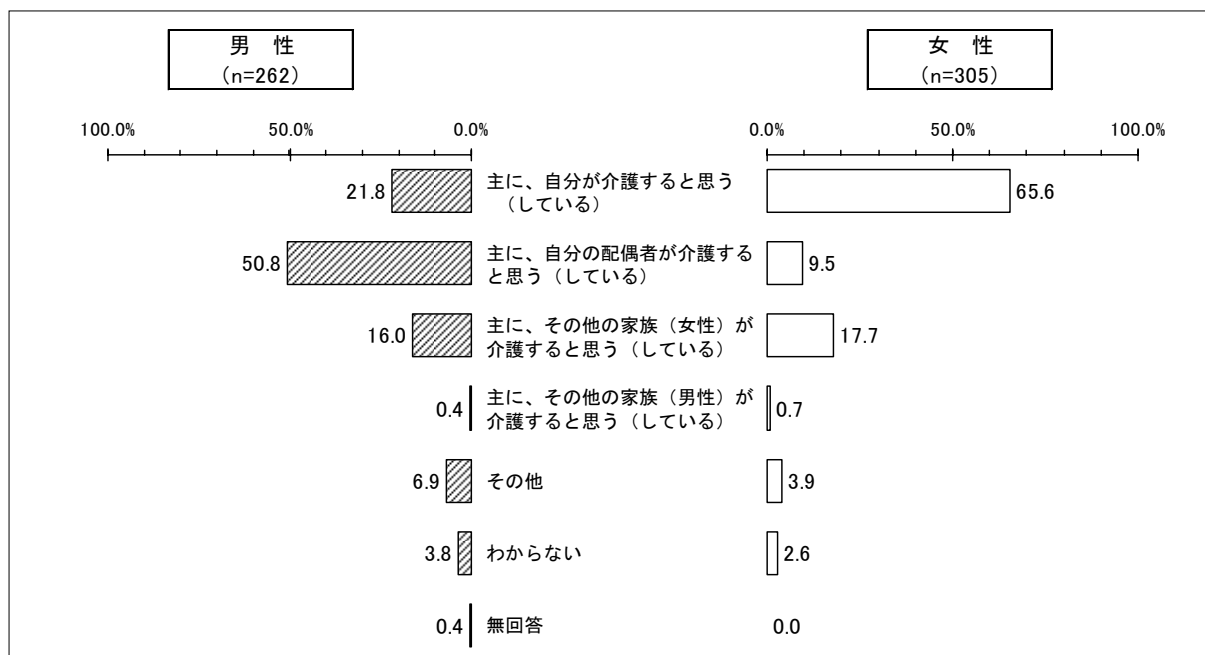 男 性
(n=262)
女 性
(n=305)
100.0% 50.0% 0.0%
0.0% 50.0% 100.0%
21.8
主に、自分が介護すると思う
（している）
65.6
50.8
主に、自分の配偶者が介護する
と思う（している）
9.5
16.0
主に、その他の家族（女性）が
介護すると思う（している）
17.7
0.4
主に、その他の家族（男性）が
介護すると思う（している）
0.7
6.9
その他
3.9
3.8
わからない
2.6
0.4
無回答
0.0